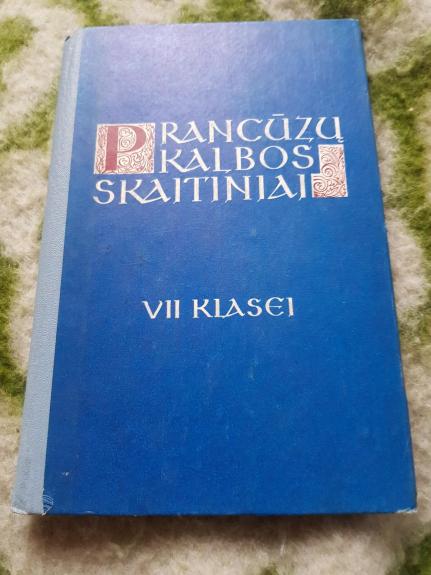 PRANCŪZŲ
KALBOS
SKAITINIAI
VII KLASEI